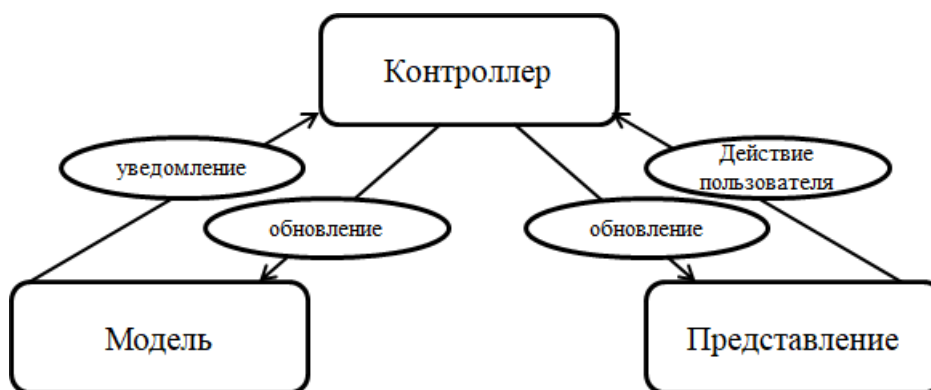 Контроллер
уведомление
Действие
пользователя
обновление
обновление
Модель
Представление